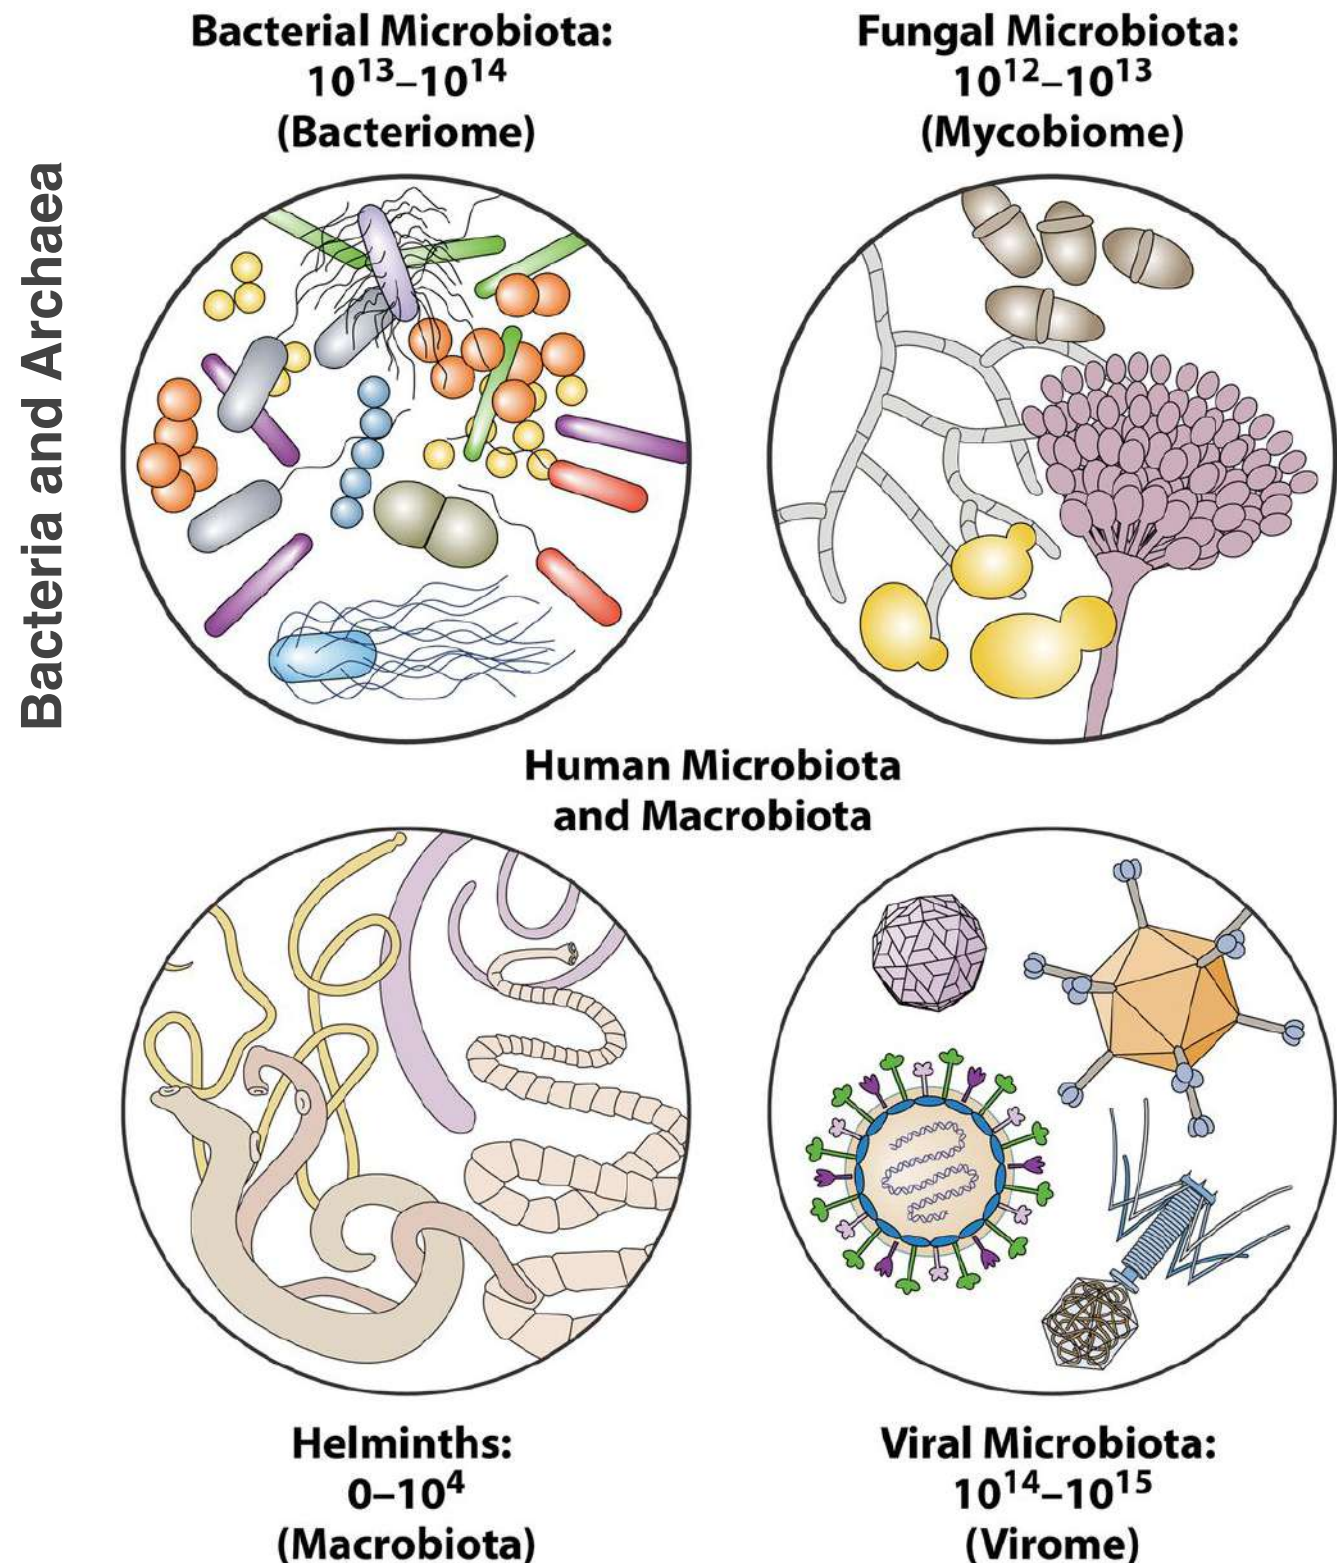 Bacterial Microbiota:
10¹³–10¹⁴
(Bacteriome)
Fungal Microbiota:
10¹²–10¹³
(Mycobiome)
Bacteria and Archaea
Human Microbiota
and Macrobiota
Helminths:
0–10⁴
(Macrobiota)
Viral Microbiota:
10¹⁴–10¹⁵
(Virome)